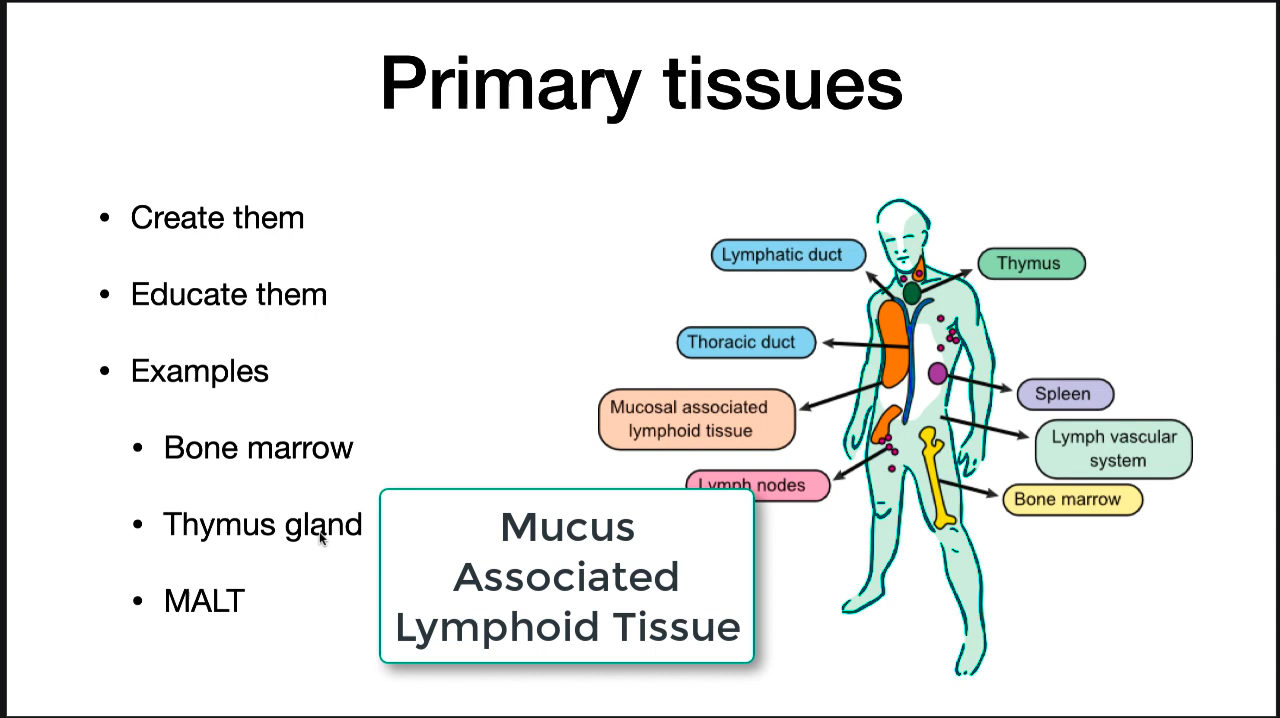 Primary tissues
• Create them
• Educate them
• Examples
• Bone marrow
• Thymus gland
• MALT
Lymphatic duct
Thymus
Thoracic duct
Spleen
Mucosal associated
lymphoid tissue
Lymph vascular
system
Lymph nodes
Bone marrow
Mucus
Associated
Lymphoid Tissue